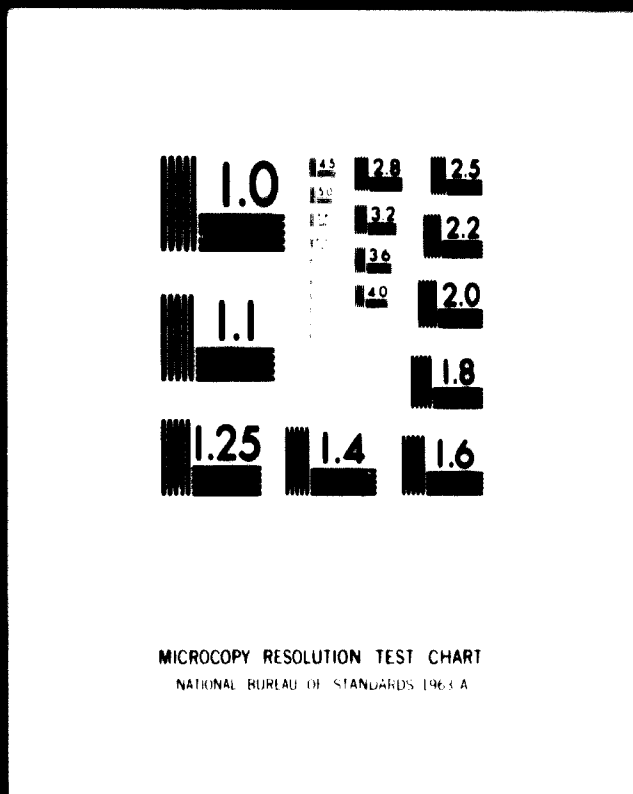 1.0 4.5 2.8 2.5
5.0
3.2 2.2
3.6
4.0 2.0
1.1
1.8
1.25 1.4 1.6
MICROCOPY RESOLUTION TEST CHART
NATIONAL BUREAU OF STANDARDS 1963 A